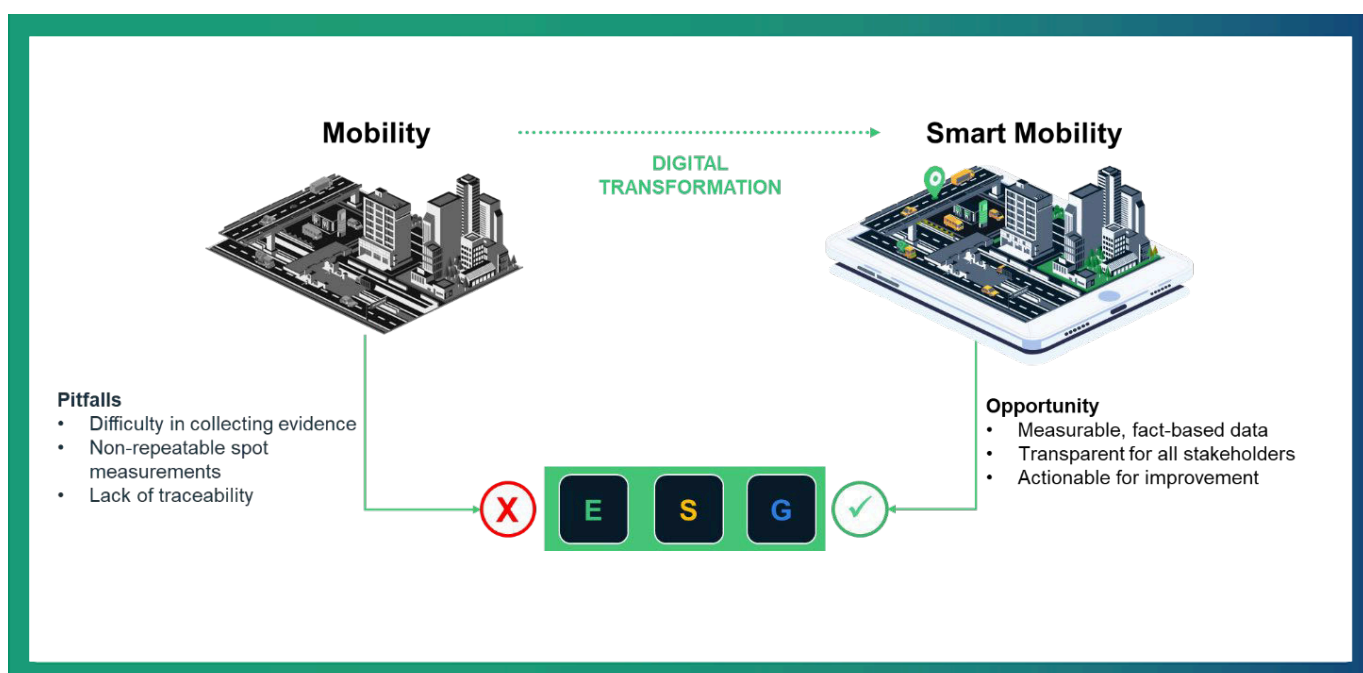 Mobility
DIGITAL
TRANSFORMATION
Smart Mobility
Pitfalls
• Difficulty in collecting evidence
• Non-repeatable spot
measurements
• Lack of traceability
Opportunity
• Measurable, fact-based data
• Transparent for all stakeholders
• Actionable for improvement
X E S G ✓